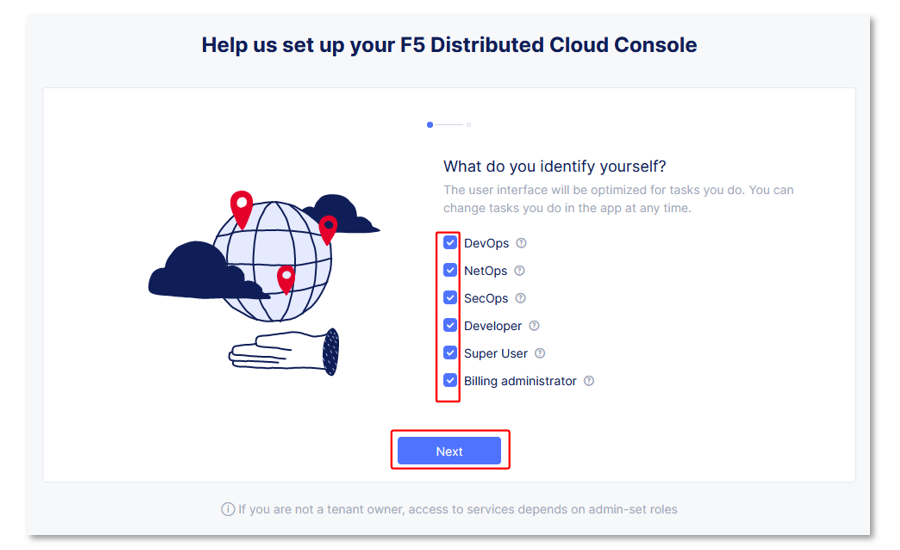 Help us set up your F5 Distributed Cloud Console
What do you identify yourself?
The user interface will be optimized for tasks you do. You can
change tasks you do in the app at any time.
DevOps
NetOps
SecOps
Developer
Super User
Billing administrator
Next
If you are not a tenant owner, access to services depends on admin-set roles